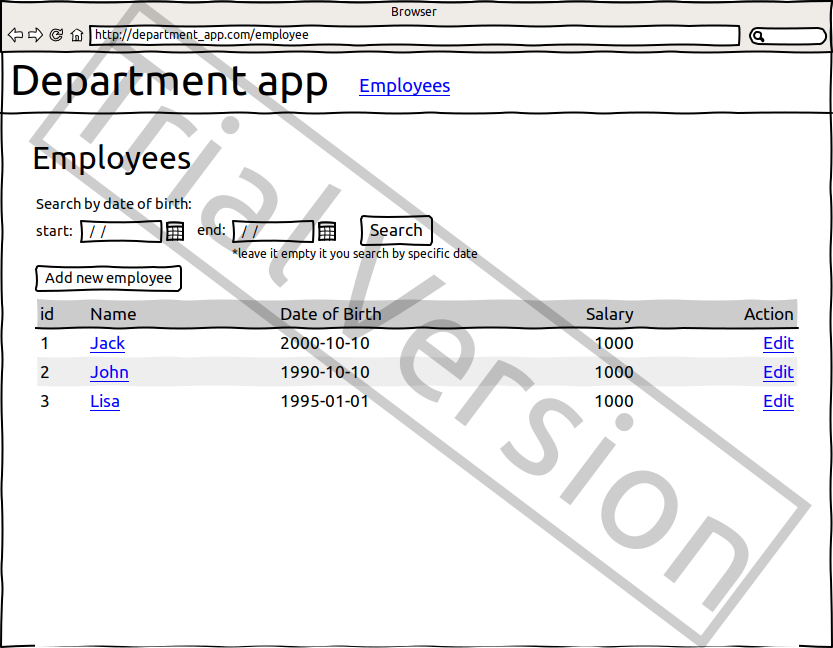 Browser
http://department_app.com/employee
Department app Employees
Employees
Search by date of birth:
start: / / end: / / Search
*leave it empty it you search by specific date
Add new employee
id Name Date of Birth Salary Action
1 Jack 2000-10-10 1000 Edit
2 John 1990-10-10 1000 Edit
3 Lisa 1995-01-01 1000 Edit
Trial Version